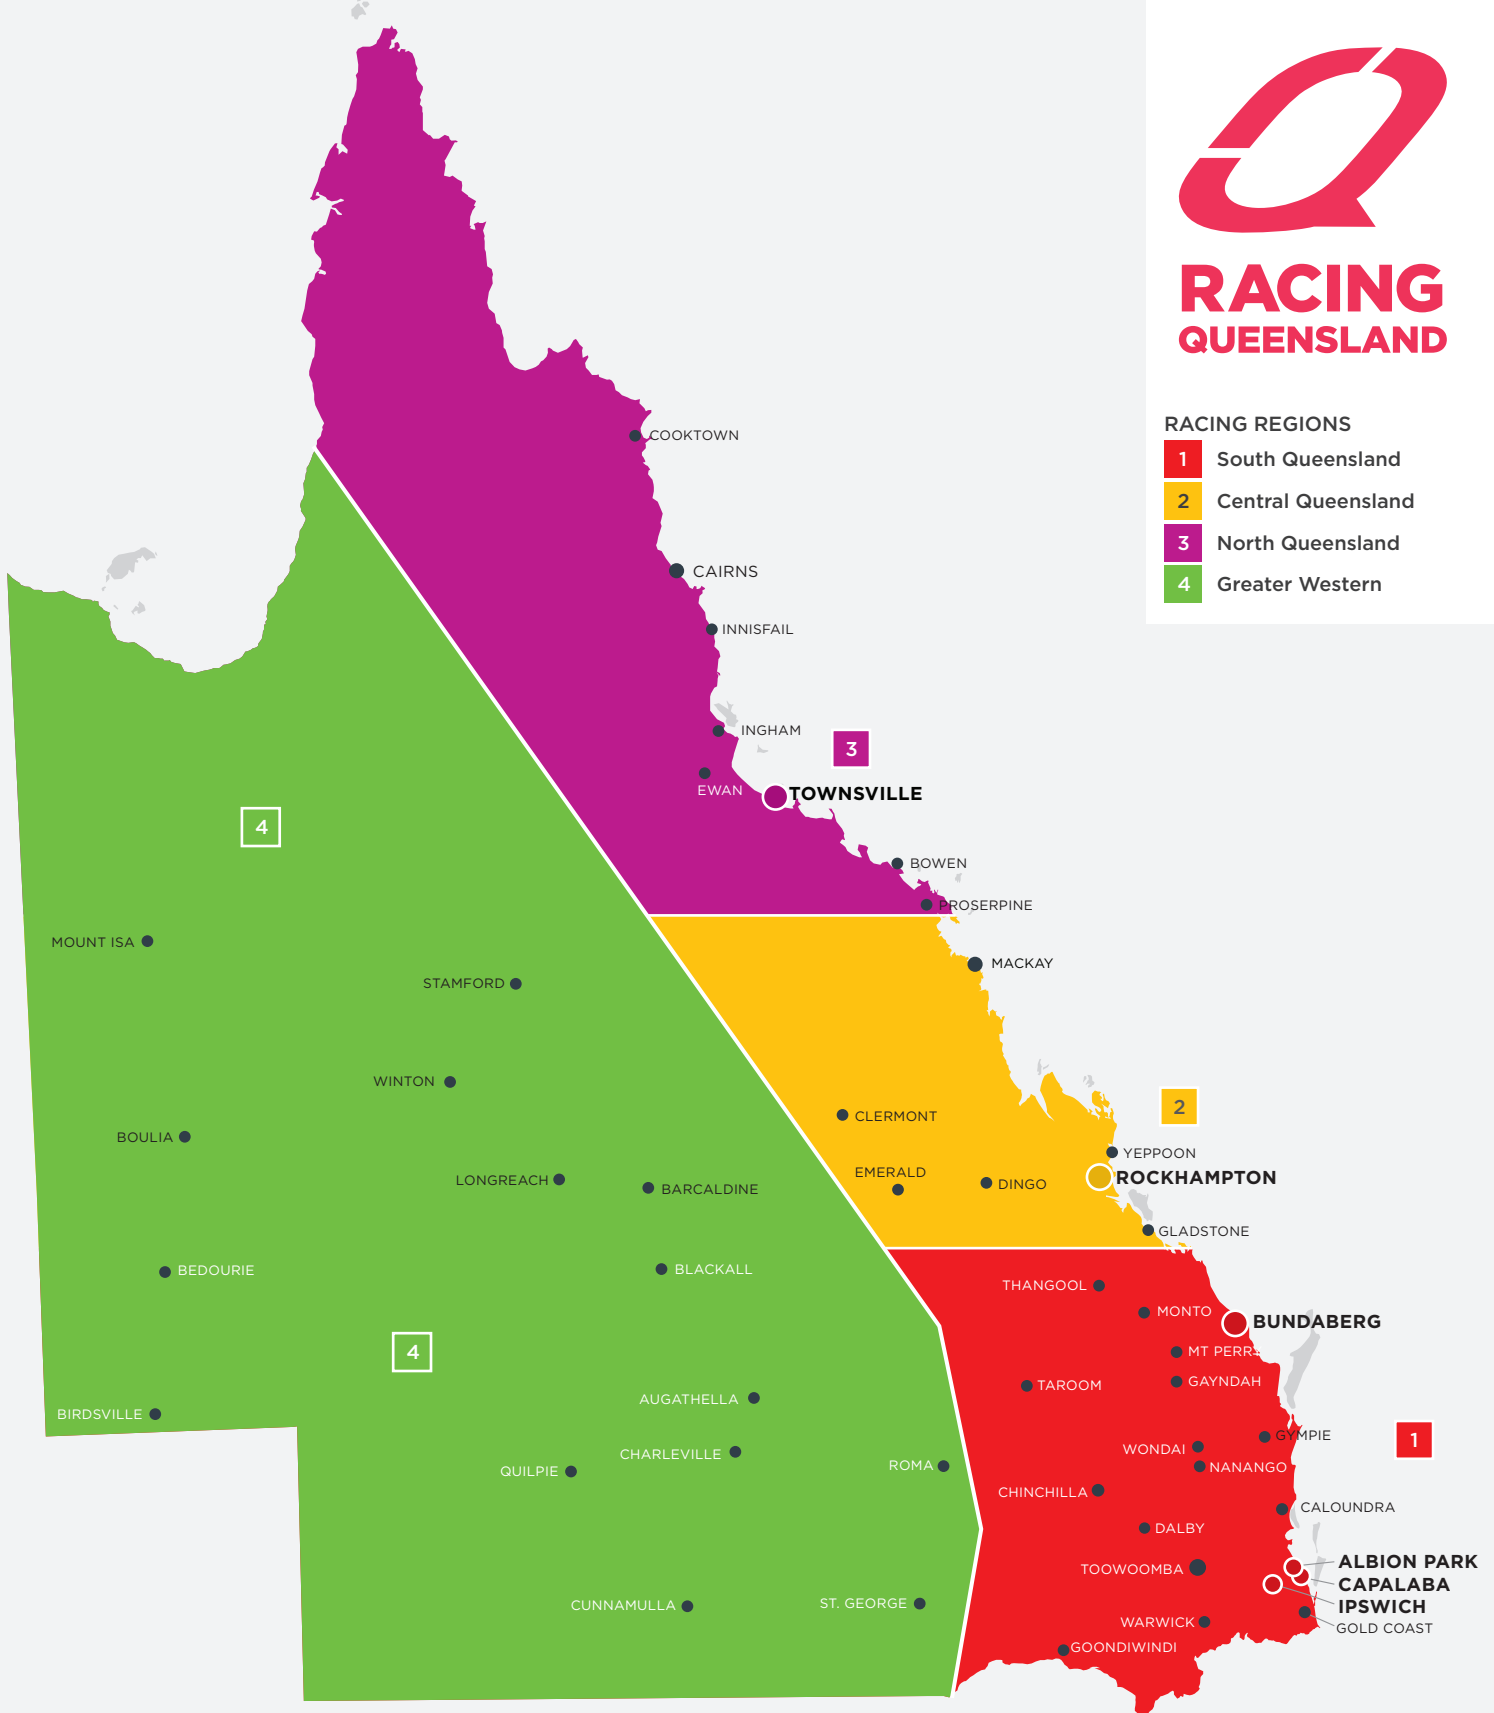 RACING
QUEENSLAND
RACING REGIONS
1 South Queensland
2 Central Queensland
3 North Queensland
4 Greater Western
COOKTOWN
CAIRNS
INNISFAIL
INGHAM
3
EWAN
TOWNSVILLE
4
BOWEN
PROSERPINE
MOUNT ISA
MACKAY
STAMFORD
WINTON
2
CLERMONT
BOULIA
YEPPOON
EMERALD
ROCKHAMPTON
LONGREACH
DINGO
BARCALDINE
GLADSTONE
BEDOURIE
BLACKALL
THANGOOL
MONTO
BUNDABERG
4
MT PERRY
GAYNDAH
TAROOM
AUGATHELLA
BIRDSVILLE
GYMPIE
1
WONDAI
CHARLEVILLE
ROMA
NANANGO
QUILPIE
CHINCHILLA
CALOUNDRA
DALBY
ALBION PARK
TOOWOOMBA
CAPALABA
ST. GEORGE
CUNNAMULLA
IPSWICH
WARWICK
GOLD COAST
GOONDIWINDI